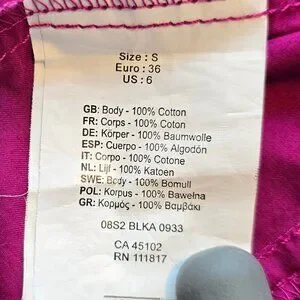 Size : S
Euro : 36
US : 6
GB: Body - 100% Cotton
FR: Corps - 100% Coton
DE: Körper - 100% Baumwolle
ESP: Cuerpo - 100% Algodón
IT: Corpo - 100% Cotone
NL: Lijf - 100% Katoen
SWE: Body - 100% Bomull
POL: Korpus - 100% Bawełna
GR: Κορμός - 100% Βαμβάκι
08S2 BLKA 0933
CA 45102
RN 111817